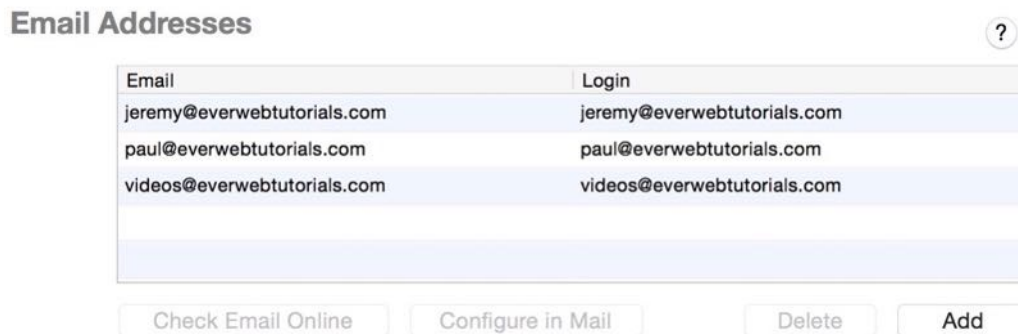 Email Addresses
?
Email Login
jeremy@everwebtutorials.com jeremy@everwebtutorials.com
paul@everwebtutorials.com paul@everwebtutorials.com
videos@everwebtutorials.com videos@everwebtutorials.com
Check Email Online Configure in Mail Delete Add